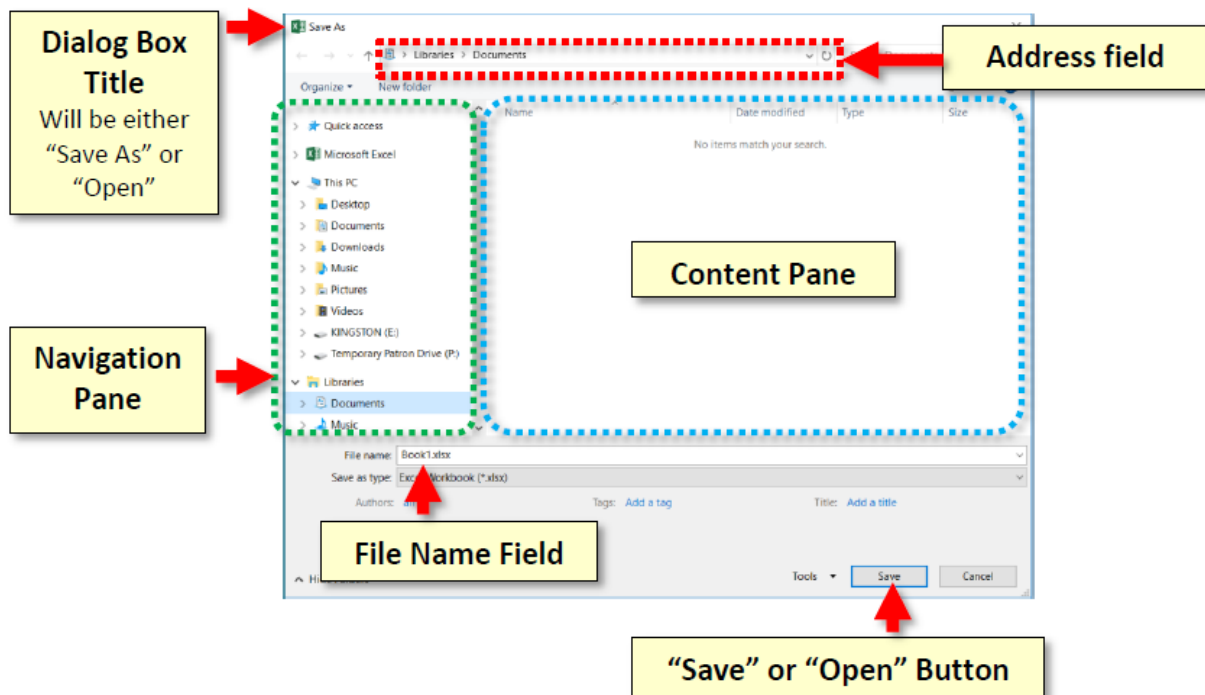 Dialog Box
Title
Will be either
“Save As” or
“Open”
Save As
Libraries > Documents
Address field
Organize
New folder
Name
Date modified
Type
Size
No items match your search.
Quick access
Microsoft Excel
This PC
Desktop
Documents
Downloads
Music
Pictures
Videos
KINGSTON (E:)
Temporary Patron Drive (P:)
Libraries
Documents
Music
Content Pane
Navigation
Pane
File name: Book1.xlsx
Save as type: Excel Workbook (*.xlsx)
Authors:
Tags: Add a tag
Title: Add a title
File Name Field
Tools
Save
Cancel
“Save” or “Open” Button